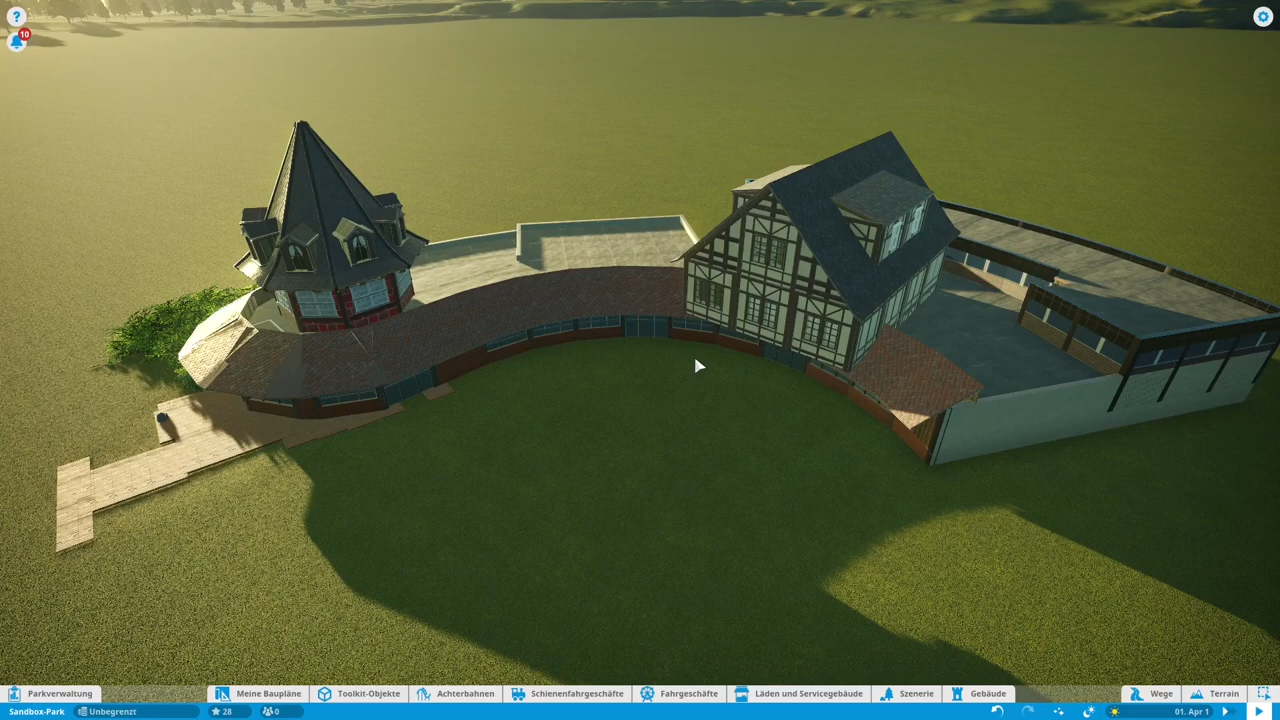 ?
10
Parkverwaltung
Meine Baupläne
Toolkit-Objekte
Achterbahnen
Schienenfahrgeschäfte
Fahrgeschäfte
Läden und Servicegebäude
Szenerie
Gebäude
Wege
Terrain
Sandbox-Park
Unbegrenzt
28
0
01. Apr 1